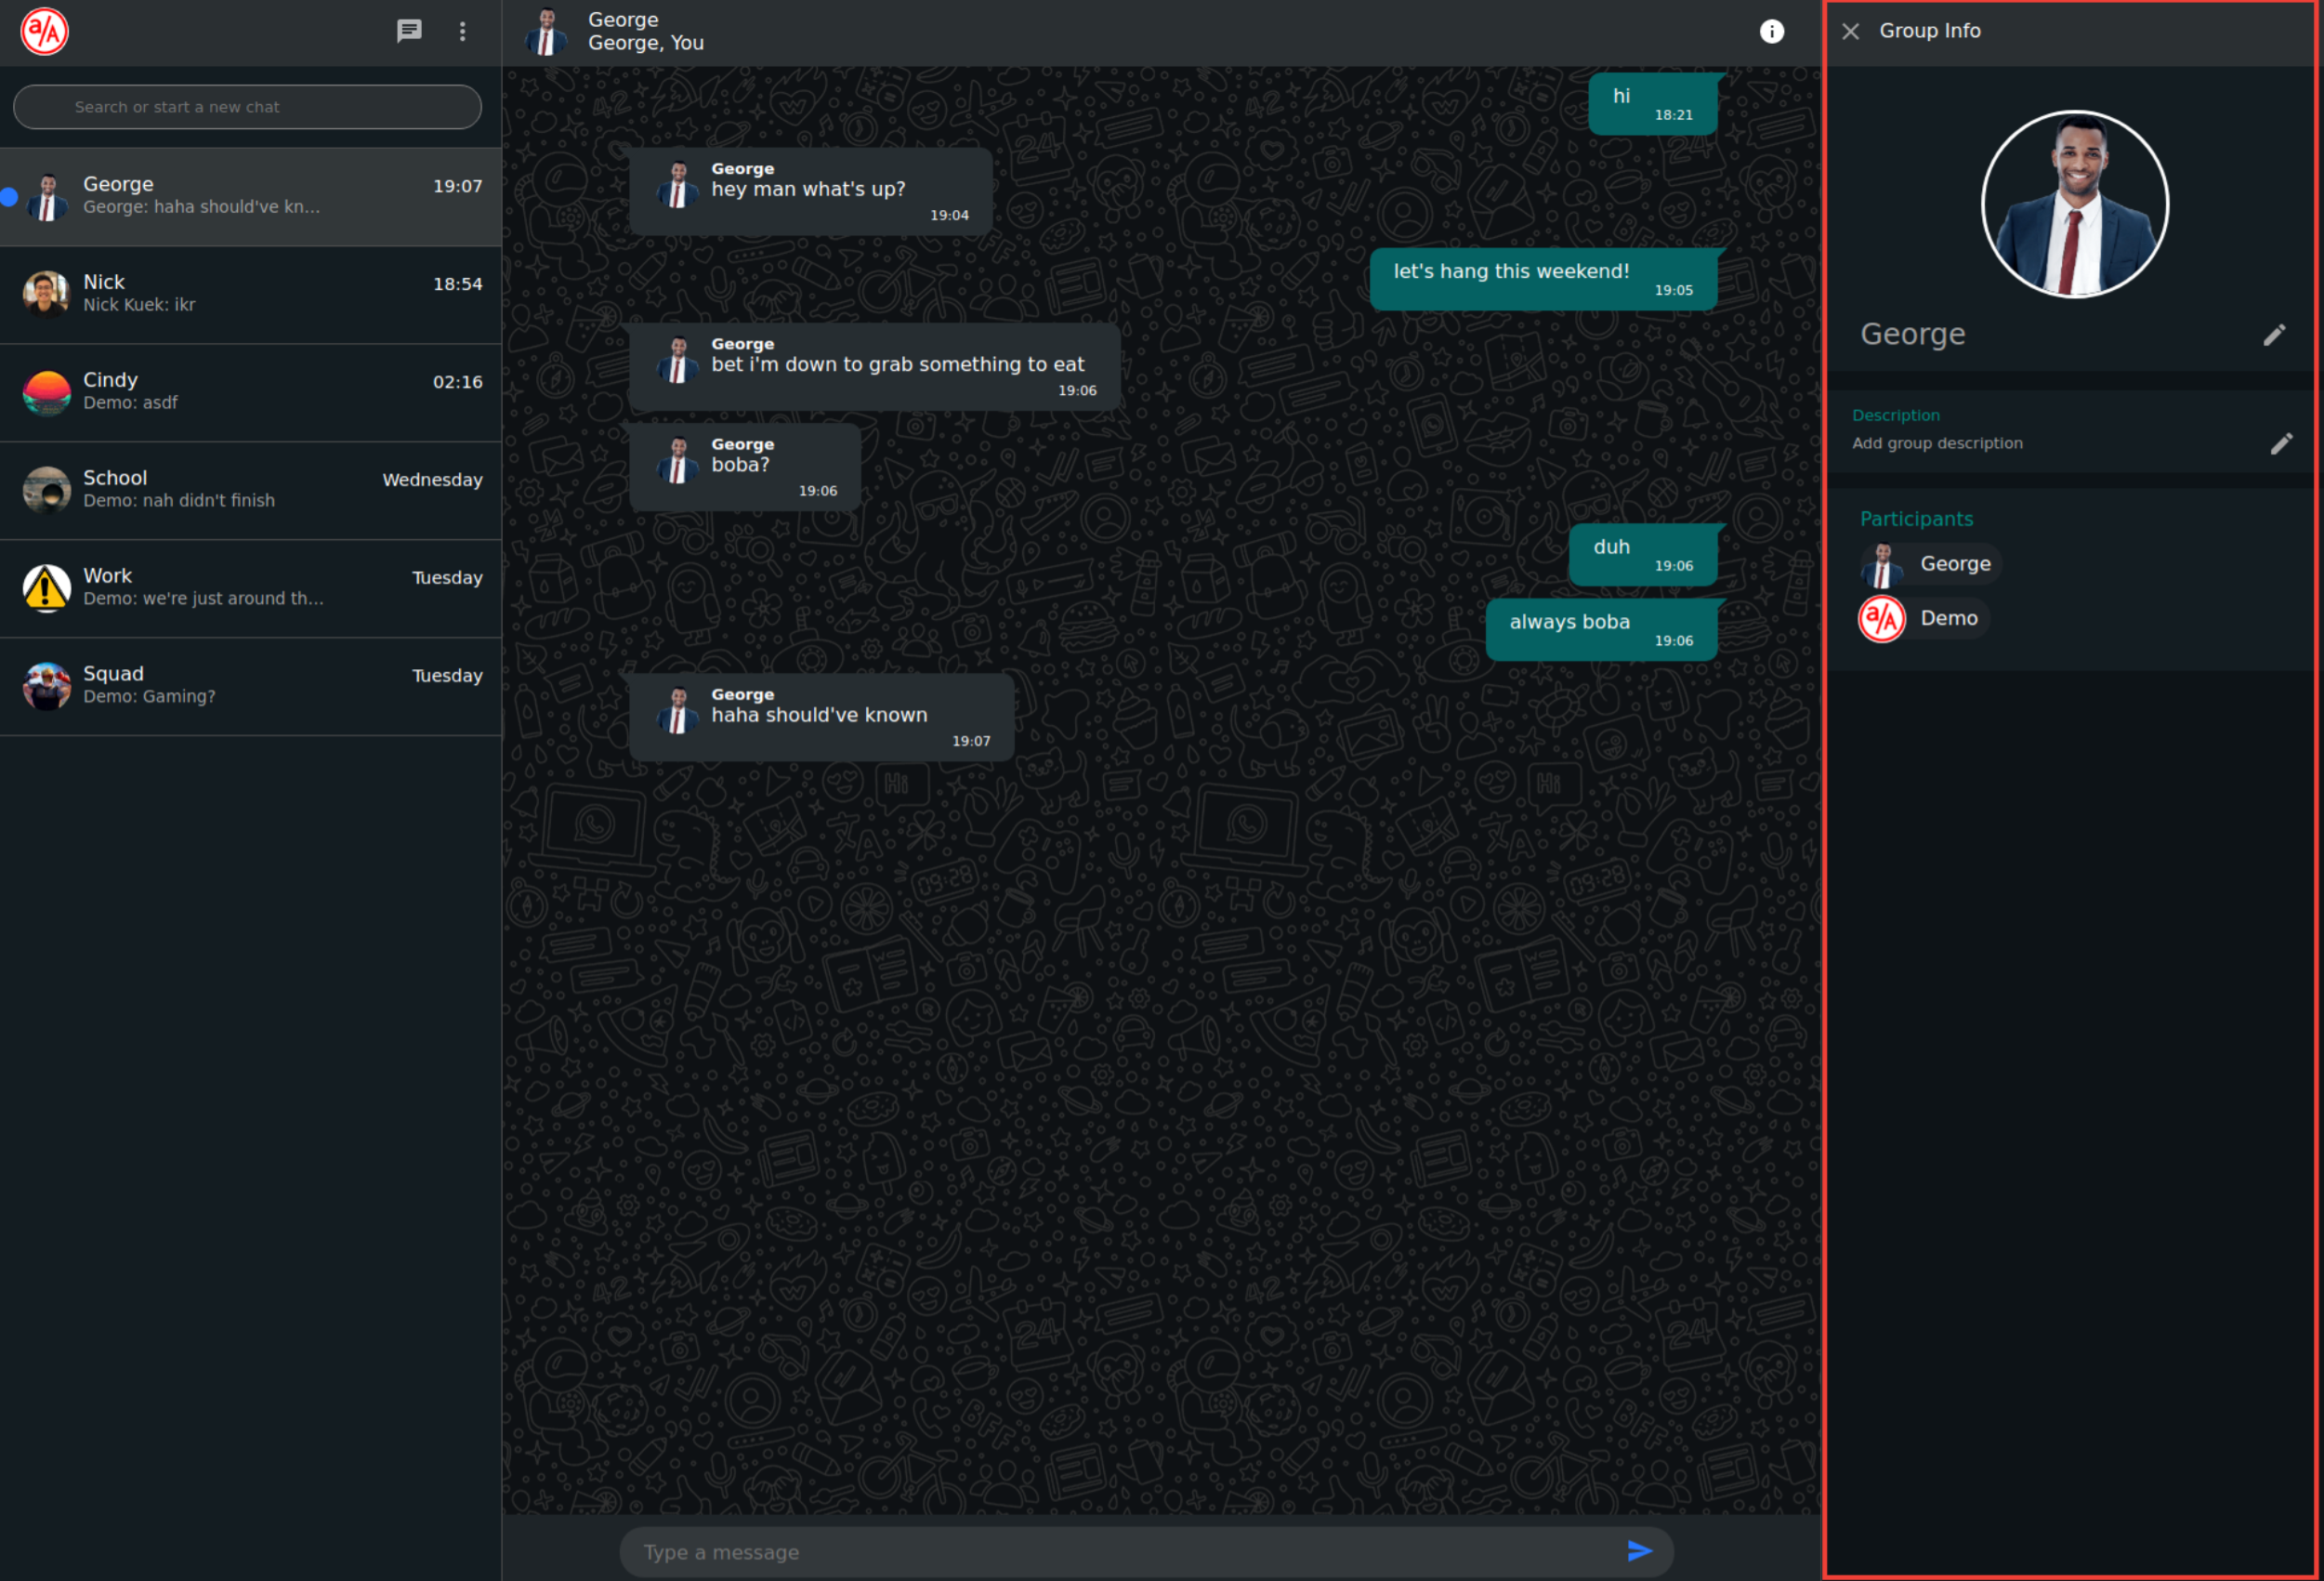 a/A
Search or start a new chat
George
19:07
George: haha should've kn...
Nick
18:54
Nick Kuek: ikr
Cindy
02:16
Demo: asdf
School
Wednesday
Demo: nah didn't finish
Work
Tuesday
Demo: we're just around th...
Squad
Tuesday
Demo: Gaming?
George
George, You
hi
18:21
George
hey man what's up?
19:04
let's hang this weekend!
19:05
George
bet i'm down to grab something to eat
19:06
George
boba?
19:06
duh
19:06
always boba
19:06
George
haha should've known
19:07
Type a message
Group Info
George
Description
Add group description
Participants
George
a/A
Demo